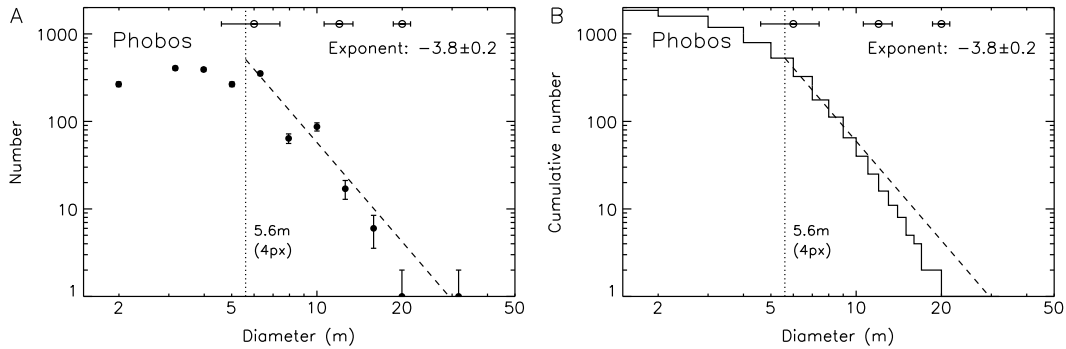 A
Phobos
Exponent: −3.8±0.2
1000
100
10
1
Number
5.6m
(4px)
2
5
10
20
50
Diameter (m)
B
Phobos
Exponent: −3.8±0.2
1000
100
10
1
Cumulative number
5.6m
(4px)
2
5
10
20
50
Diameter (m)